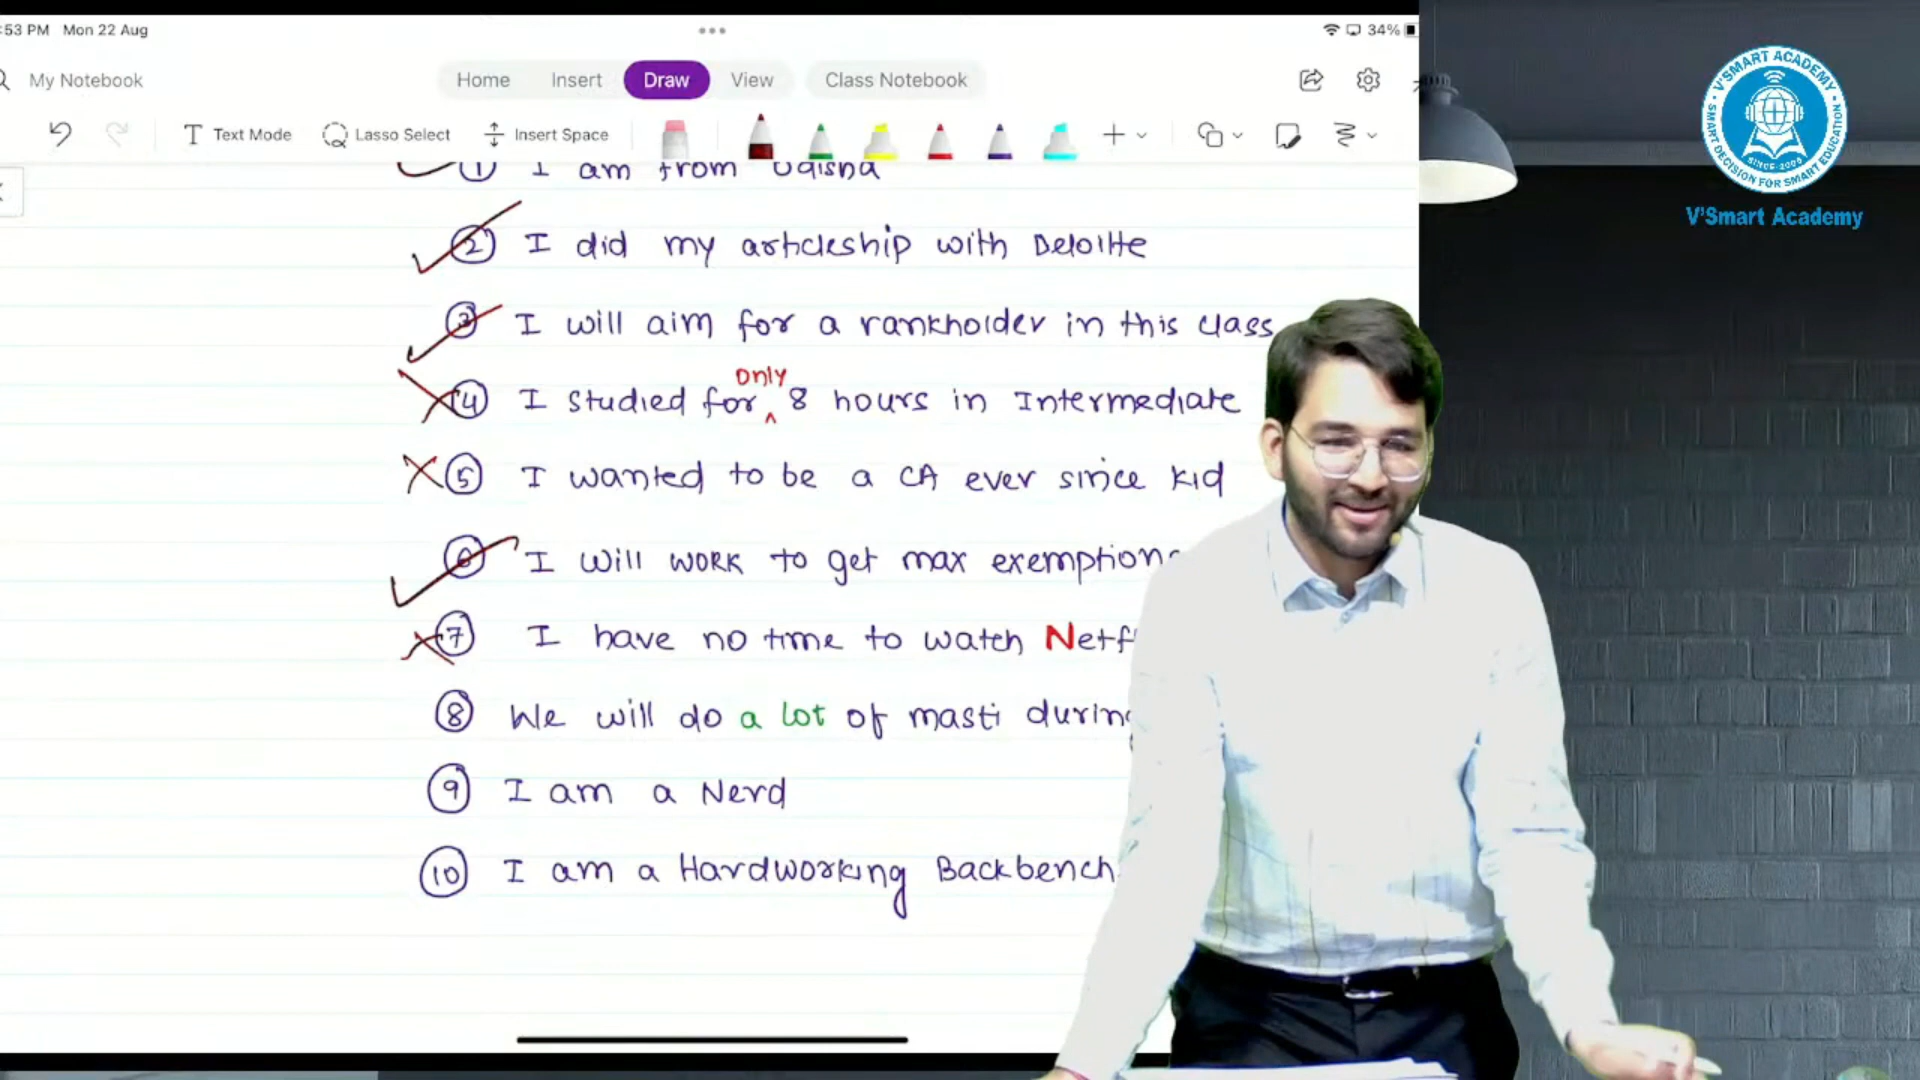 :53 PM Mon 22 Aug
34%
My Notebook
Home Insert Draw View Class Notebook
Text Mode Lasso Select Insert Space
① I am from Odisha
② I did my articleship with Deloitte
③ I will aim for a rankholder in this class
only
④ I studied for ^ 8 hours in Intermediate
⑤ I wanted to be a CA ever since kid
⑥ I will work to get max exemption
⑦ I have no time to watch Netf
⑧ We will do a lot of masti during
⑨ I am a Nerd
⑩ I am a Hardworking Backbench
V'SMART ACADEMY
SINCE-2009
SMART DECISION FOR SMART EDUCATION
V'Smart Academy